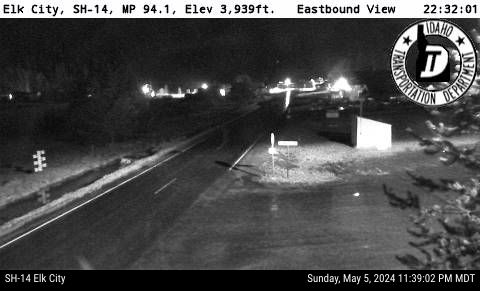 Elk City, SH-14, MP 94.1, Elev 3,939ft. Eastbound View 22:32:01
IDAHO
TRANSPORTATION DEPARTMENT
SH-14 Elk City Sunday, May 5, 2024 11:39:02 PM MDT